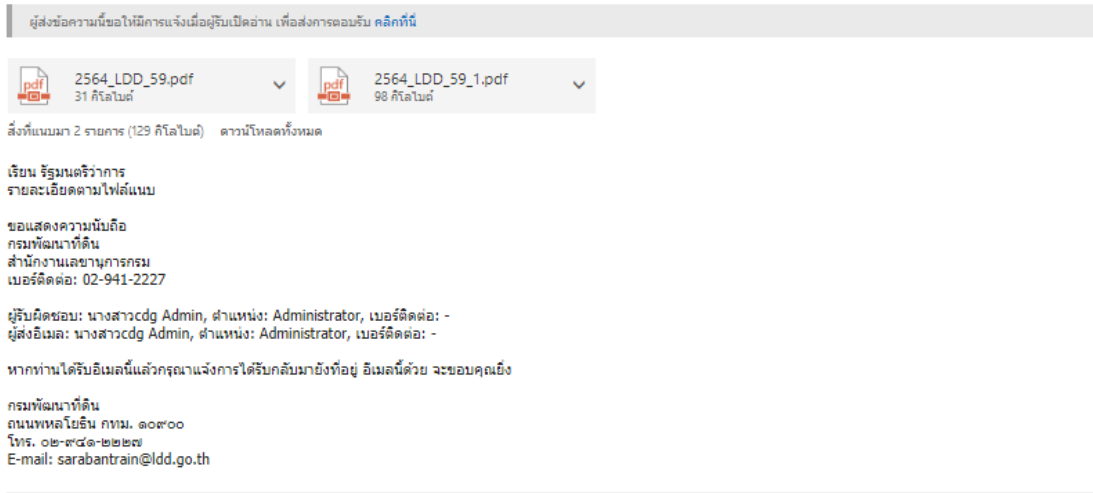 ผู้ส่งข้อความนี้ขอให้มีการแจ้งเมื่อผู้รับเปิดอ่าน เพื่อส่งการตอบรับ คลิกที่นี่
2564_LDD_59.pdf
31 กิโลไบต์
2564_LDD_59_1.pdf
98 กิโลไบต์
สิ่งที่แนบมา 2 รายการ (129 กิโลไบต์) ดาวน์โหลดทั้งหมด
เรียน รัฐมนตรีว่าการ
รายละเอียดตามไฟล์แนบ
ขอแสดงความนับถือ
กรมพัฒนาที่ดิน
สำนักงานเลขานุการกรม
เบอร์ติดต่อ: 02-941-2227
ผู้รับผิดชอบ: นางสาวcdg Admin, ตำแหน่ง: Administrator, เบอร์ติดต่อ: -
ผู้ส่งอีเมล: นางสาวcdg Admin, ตำแหน่ง: Administrator, เบอร์ติดต่อ: -
หากท่านได้รับอีเมลนี้แล้วกรุณาแจ้งการได้รับกลับมายังที่อยู่ อีเมลนี้ด้วย จะขอบคุณยิ่ง
กรมพัฒนาที่ดิน
ถนนพหลโยธิน กทม. ๑๐๙๐๐
โทร. ๐๒-๙๔๑-๒๒๒๗
E-mail: sarabantrain@ldd.go.th